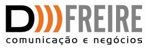 D)))FREIRE
comunicação e negócios